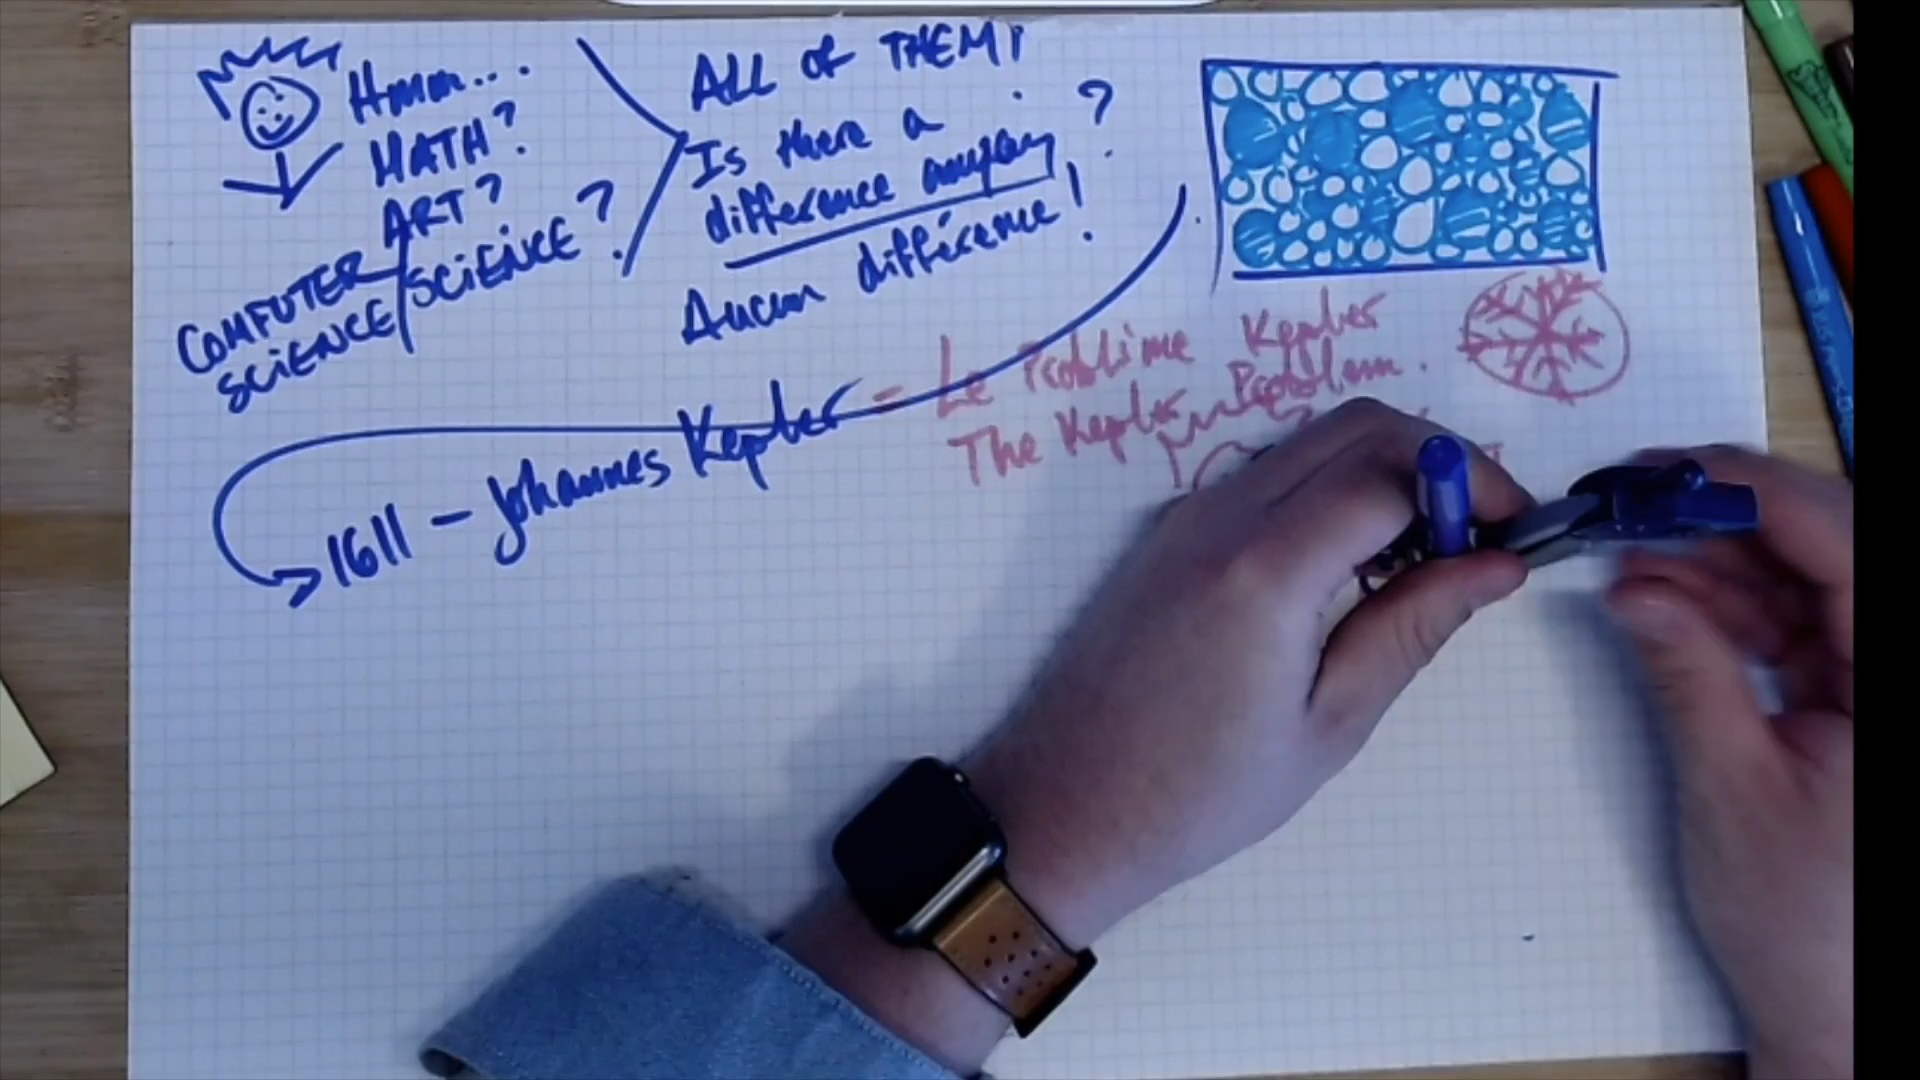 Hmm...
MATH?
ART?
COMPUTER SCIENCE / SCIENCE?
ALL OF THEM!
Is there a
difference anyway?
Aucun différence!
1611 - Johannes Kepler = Le Problime Kepler
The Kepler Problem.